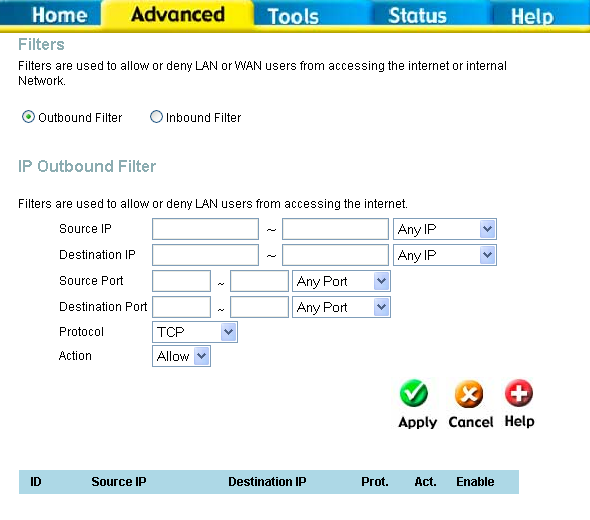 Home Advanced Tools Status Help
Filters
Filters are used to allow or deny LAN or WAN users from accessing the internet or internal
Network.
Outbound Filter Inbound Filter
IP Outbound Filter
Filters are used to allow or deny LAN users from accessing the internet.
Source IP ~ Any IP
Destination IP ~ Any IP
Source Port ~ Any Port
Destination Port ~ Any Port
Protocol TCP
Action Allow
Apply Cancel Help
ID Source IP Destination IP Prot. Act. Enable